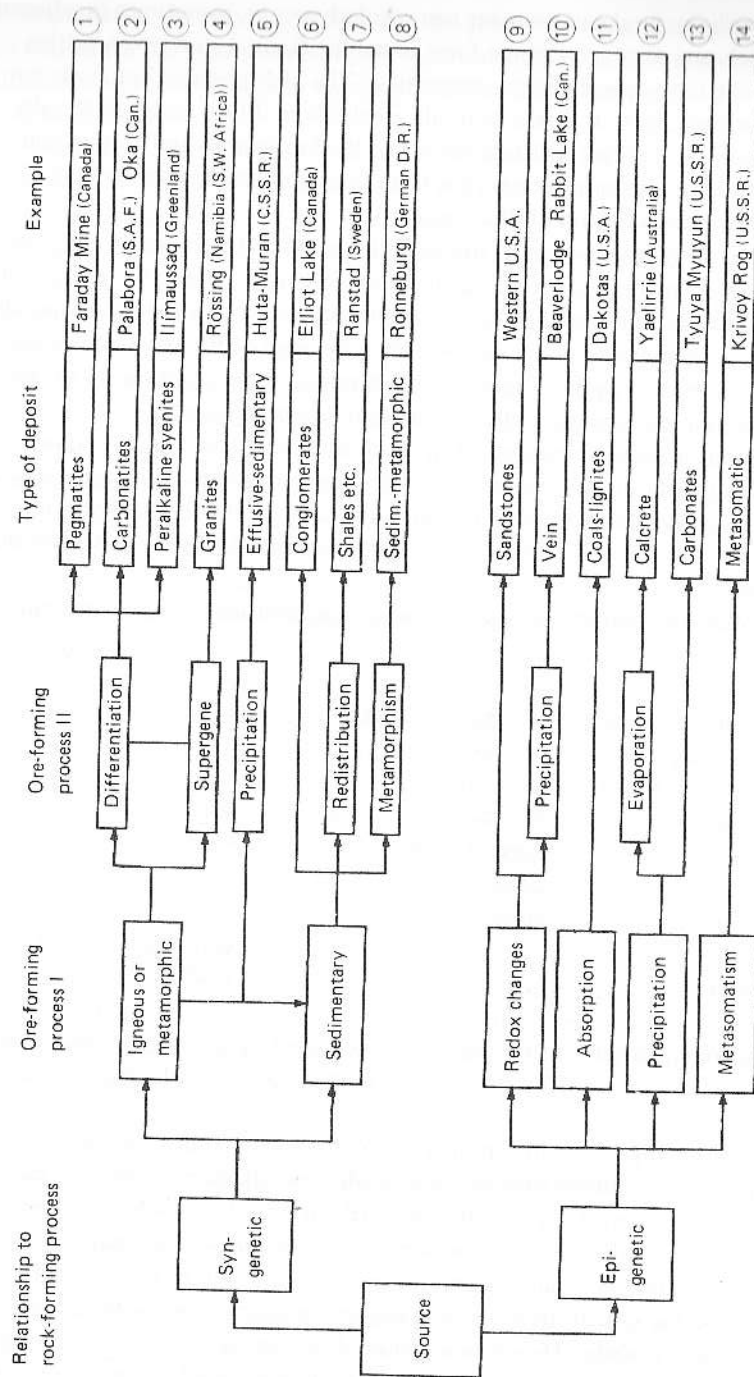 Relationship to
rock-forming process
Ore-forming
process I
Ore-forming
process II
Type of deposit
Example
Source
Syn-
genetic
Epi-
genetic
Igneous or
metamorphic
Sedimentary
Redox changes
Absorption
Precipitation
Metasomatism
Differentiation
Supergene
Precipitation
Redistribution
Metamorphism
Precipitation
Evaporation
Pegmatites Faraday Mine (Canada) 1
Carbonatites Palabora (S.A.F.) Oka (Can.) 2
Peralkaline syenites Ilimaussaq (Greenland) 3
Granites Rössing (Namibia (S.W. Africa)) 4
Effusive-sedimentary Huta-Muran (C.S.S.R.) 5
Conglomerates Elliot Lake (Canada) 6
Shales etc. Ranstad (Sweden) 7
Sedim.-metamorphic Ronneburg (German D.R.) 8
Sandstones Western U.S.A. 9
Vein Beaverlodge Rabbit Lake (Can.) 10
Coals-lignites Dakotas (U.S.A.) 11
Calcrete Yaelirrie (Australia) 12
Carbonates Tyuya Myuyun (U.S.S.R.) 13
Metasomatic Krivoy Rog (U.S.S.R.) 14